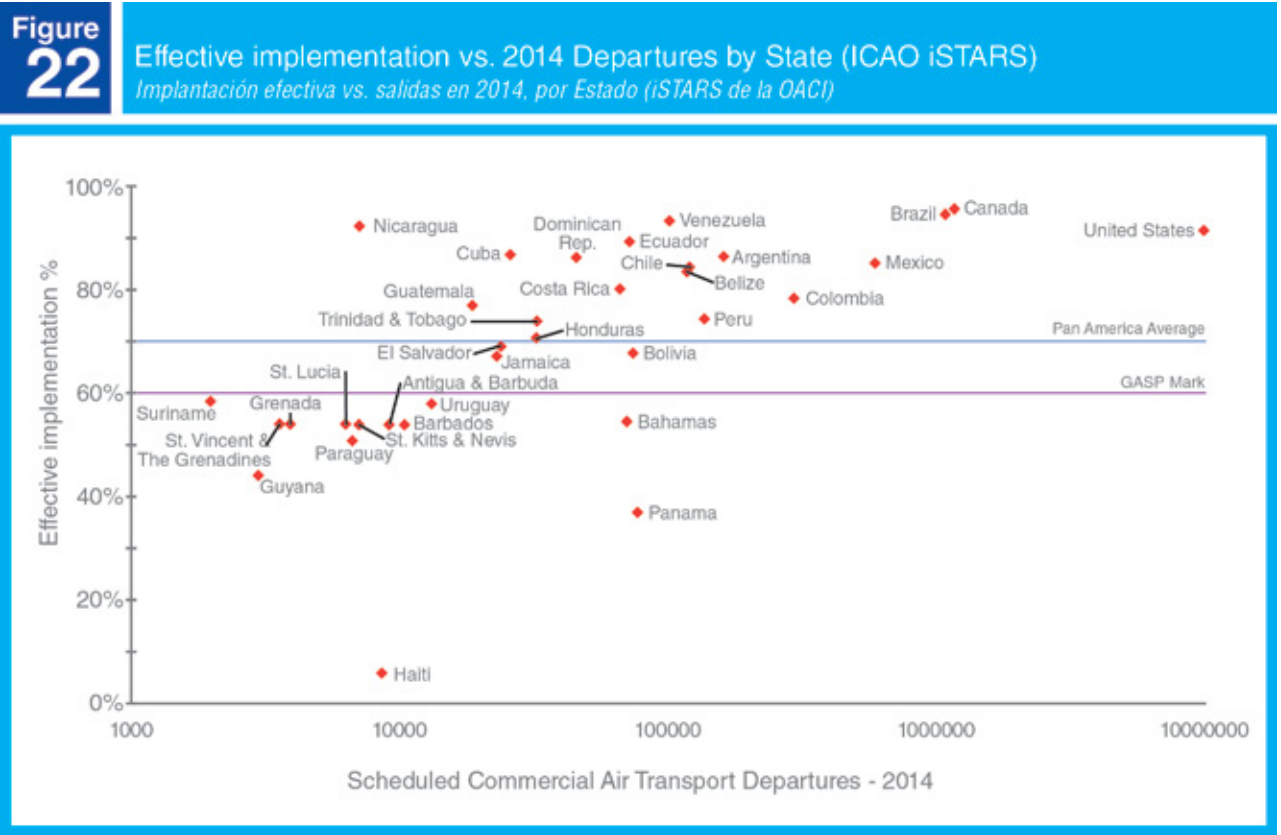 Figure
22
Effective implementation vs. 2014 Departures by State (ICAO iSTARS)
Implantación efectiva vs. salidas en 2014, por Estado (iSTARS de la OACI)
Effective implementation %
100%
80%
60%
40%
20%
0%
Nicaragua
Venezuela
Brazil
Canada
United States
Dominican
Rep.
Ecuador
Cuba
Chile
Argentina
Mexico
Belize
Guatemala
Costa Rica
Colombia
Trinidad & Tobago
Honduras
Peru
Pan America Average
El Salvador
Jamaica
Bolivia
St. Lucia
Antigua & Barbuda
GASP Mark
Suriname
Grenada
Uruguay
St. Vincent &
The Grenadines
Barbados
Bahamas
St. Kitts & Nevis
Paraguay
Guyana
Panama
Haiti
1000
10000
100000
1000000
10000000
Scheduled Commercial Air Transport Departures - 2014